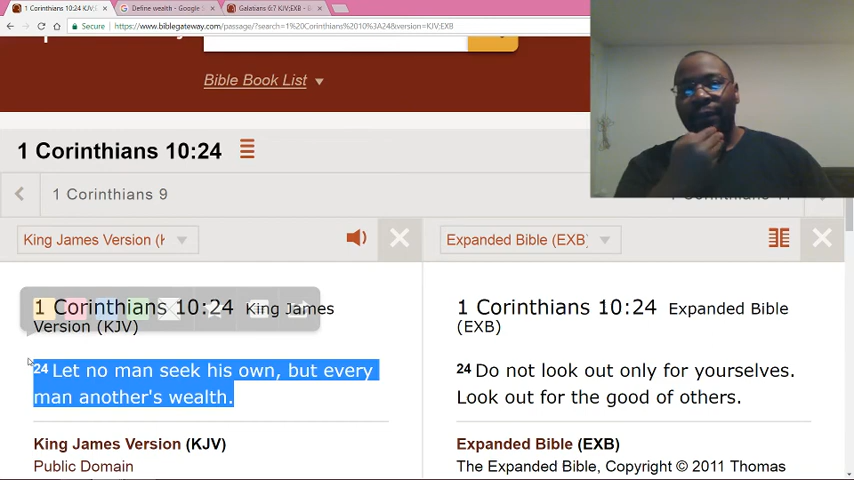 1 Corinthians 10:24 KJV;E
Define wealth - Google S
Galatians 6:7 KJV;EXB - B
Secure
https://www.biblegateway.com/passage/?search=1%20Corinthians%2010%3A24&version=KJV;EXB
Bible Book List
1 Corinthians 10:24
1 Corinthians 9
King James Version (K
Expanded Bible (EXB)
1 Corinthians 10:24 King James
Version (KJV)
24 Let no man seek his own, but every
man another's wealth.
King James Version (KJV)
Public Domain
1 Corinthians 10:24 Expanded Bible
(EXB)
24 Do not look out only for yourselves.
Look out for the good of others.
Expanded Bible (EXB)
The Expanded Bible, Copyright © 2011 Thomas